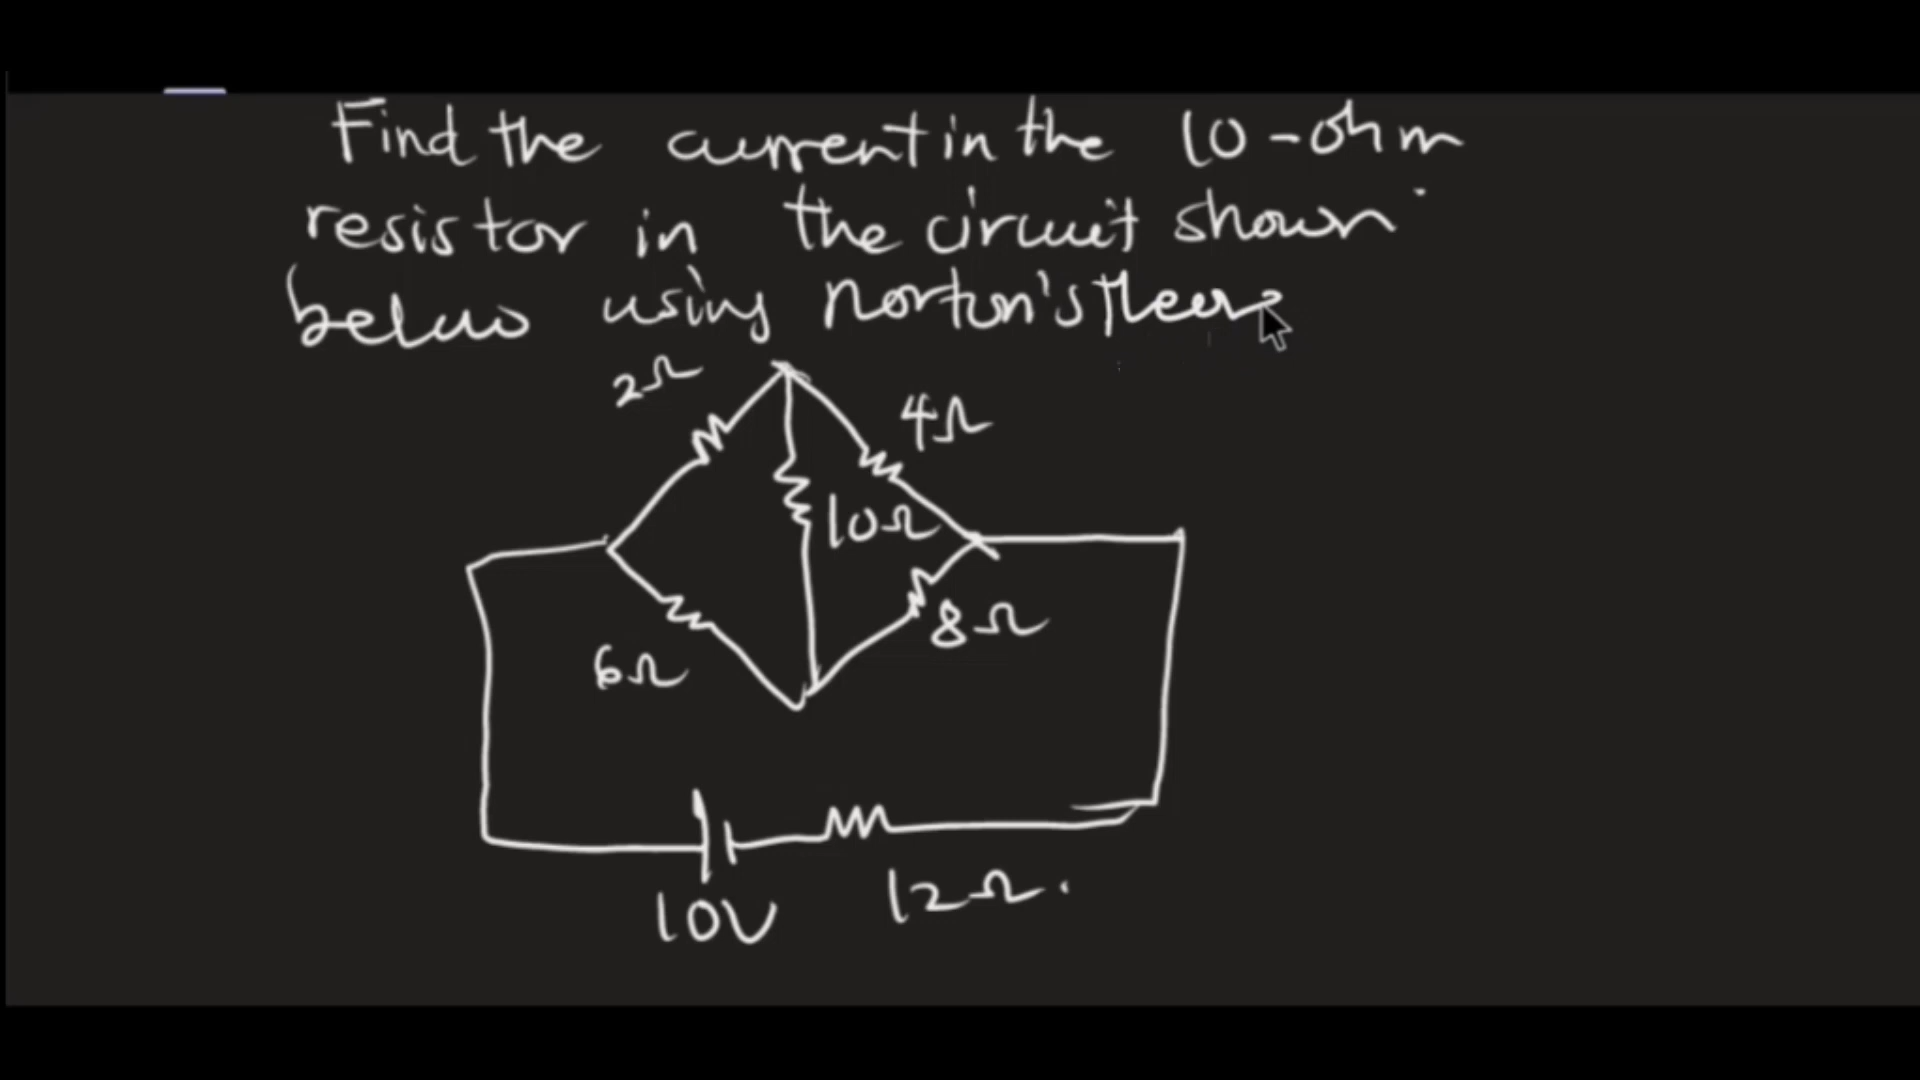 Find the current in the 10-ohm
resistor in the circuit shown
below using norton's
2Ω
4Ω
10Ω
8Ω
6Ω
10V
12Ω.